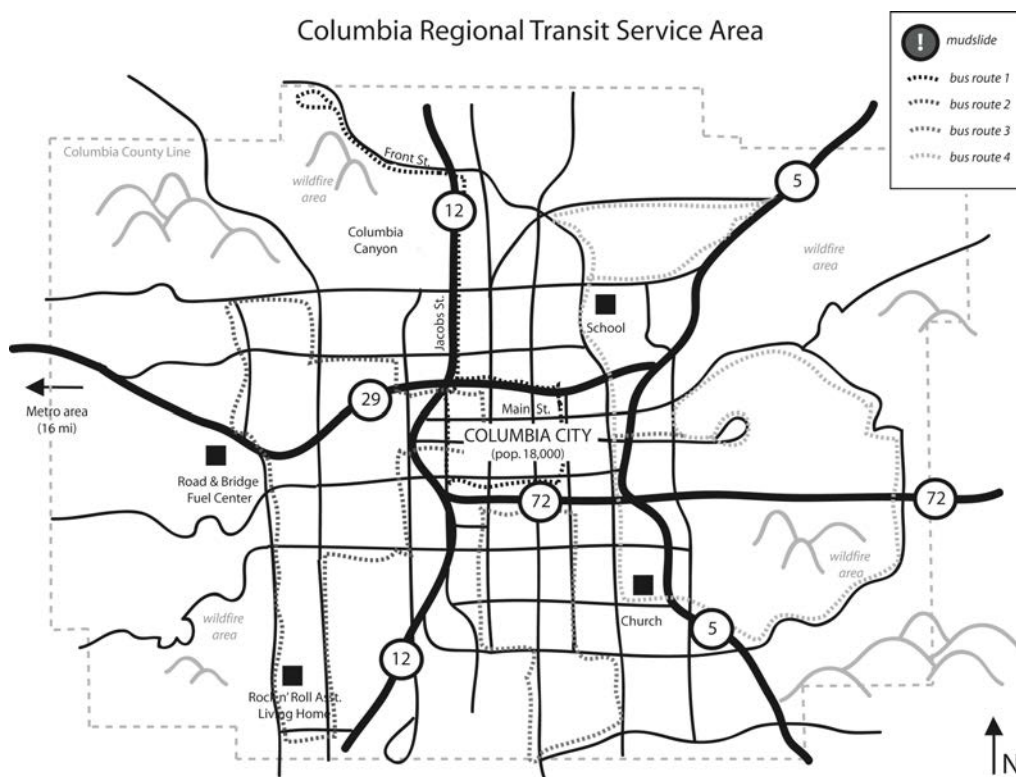 Columbia Regional Transit Service Area
!
mudslide
bus route 1
bus route 2
bus route 3
bus route 4
Columbia County Line
wildfire
area
Front St.
5
12
Columbia
Canyon
wildfire
area
Jacobs St.
School
Metro area
(16 mi)
29
Main St.
COLUMBIA CITY
(pop. 18,000)
Road & Bridge
Fuel Center
72
72
wildfire
area
wildfire
area
Church
5
12
Rock n' Roll Asst.
Living Home
N